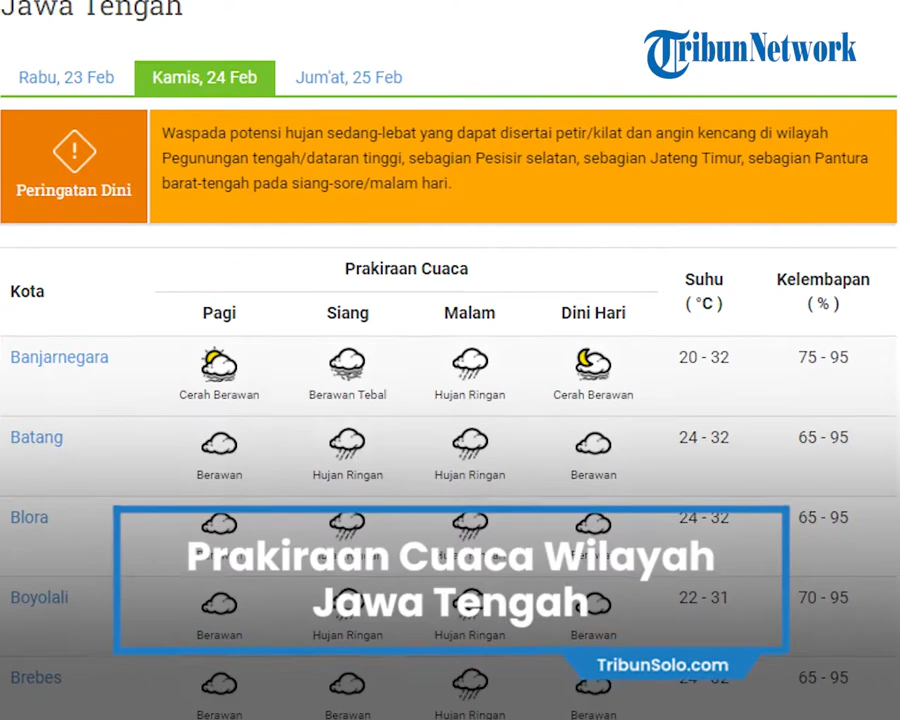 Jawa Tengah
TribunNetwork
Rabu, 23 Feb Kamis, 24 Feb Jum'at, 25 Feb
Waspada potensi hujan sedang-lebat yang dapat disertai petir/kilat dan angin kencang di wilayah
Pegunungan tengah/dataran tinggi, sebagian Pesisir selatan, sebagian Jateng Timur, sebagian Pantura
barat-tengah pada siang-sore/malam hari.
Peringatan Dini
Kota Prakiraan Cuaca Suhu Kelembapan
( °C ) ( % )
Pagi Siang Malam Dini Hari
Banjarnegara 20 - 32 75 - 95
Cerah Berawan Berawan Tebal Hujan Ringan Cerah Berawan
Batang 24 - 32 65 - 95
Berawan Hujan Ringan Hujan Ringan Berawan
Blora 24 - 32 65 - 95
Prakiraan Cuaca Wilayah
Jawa Tengah
Boyolali 22 - 31 70 - 95
Berawan Hujan Ringan Hujan Ringan Berawan
TribunSolo.com
Brebes 24 - 32 65 - 95
Berawan Berawan Hujan Ringan Berawan